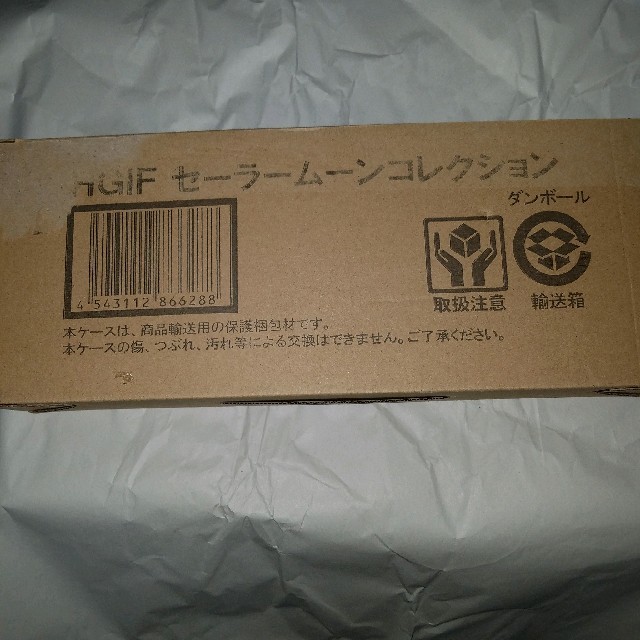 HGIF セーラームーンコレクション
ダンボール
4 543112 866288
取扱注意
輸送箱
本ケースは、商品輸送用の保護梱包材です。
本ケースの傷、つぶれ、汚れ等による交換はできません。ご了承ください。